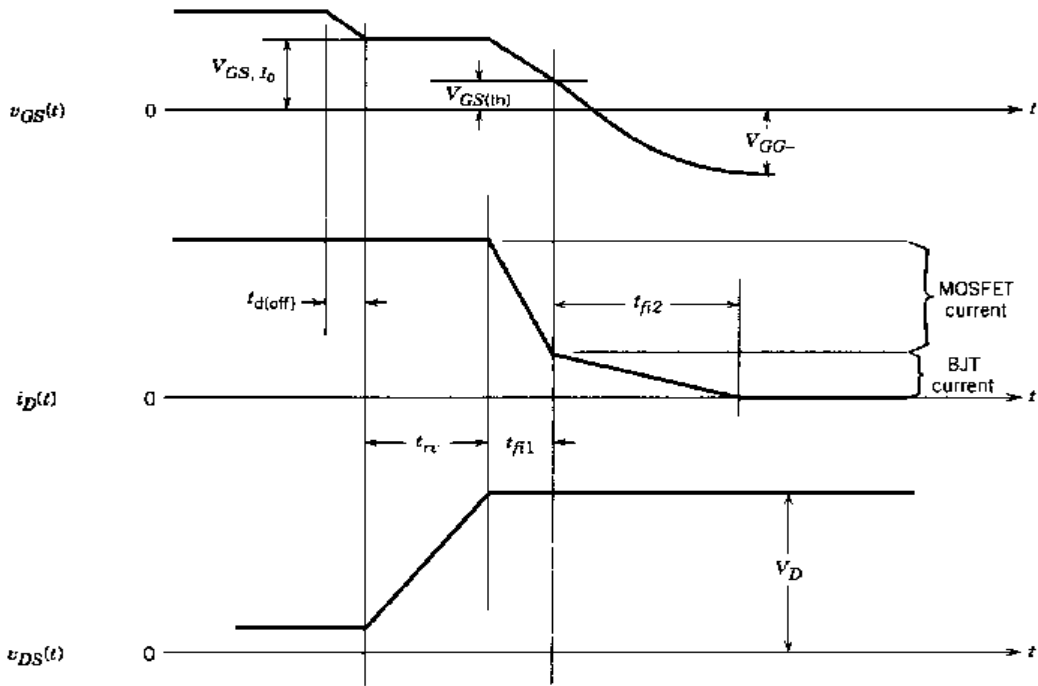 V_{GS, I_0}
V_{GS(th)}
v_{GS}(t)
0
t
V_{GG-}
t_{d(off)}
t_{fi2}
MOSFET
current
BJT
current
i_D(t)
0
t
t_{rv}
t_{fi1}
V_D
v_{DS}(t)
0
t